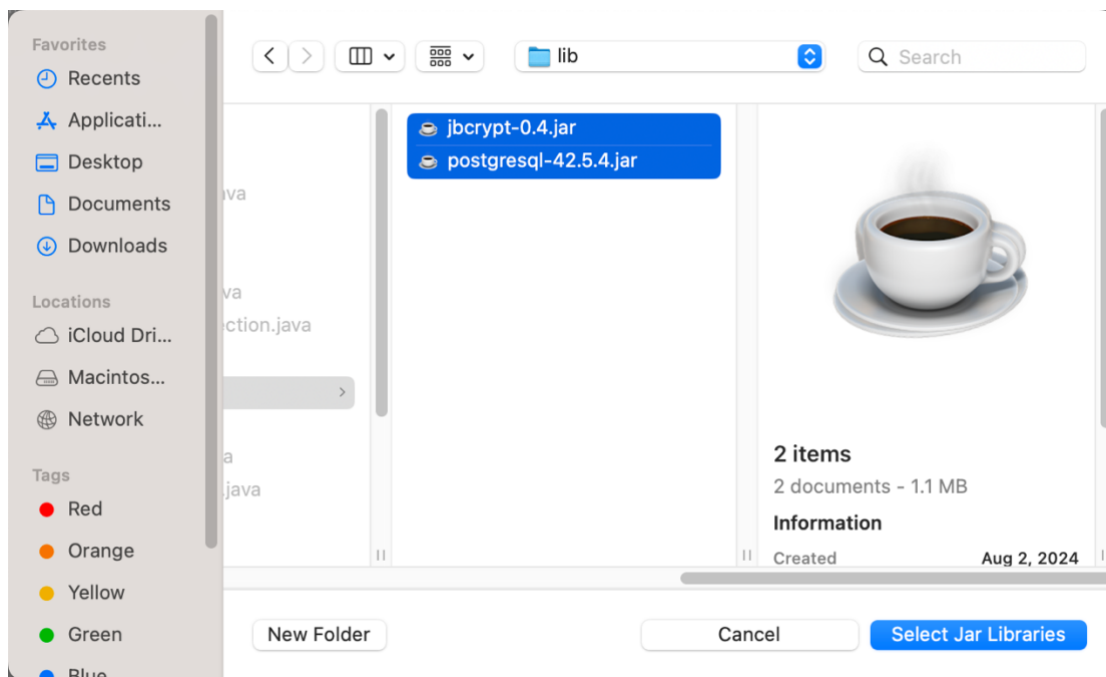 Favorites
Recents
Applicati...
Desktop
Documents
Downloads
Locations
iCloud Dri...
Macintos...
Network
Tags
Red
Orange
Yellow
Green
Blue
lib
Search
va
ction.java
a
.java
jbcrypt-0.4.jar
postgresql-42.5.4.jar
2 items
2 documents - 1.1 MB
Information
Created Aug 2, 2024
New Folder
Cancel
Select Jar Libraries